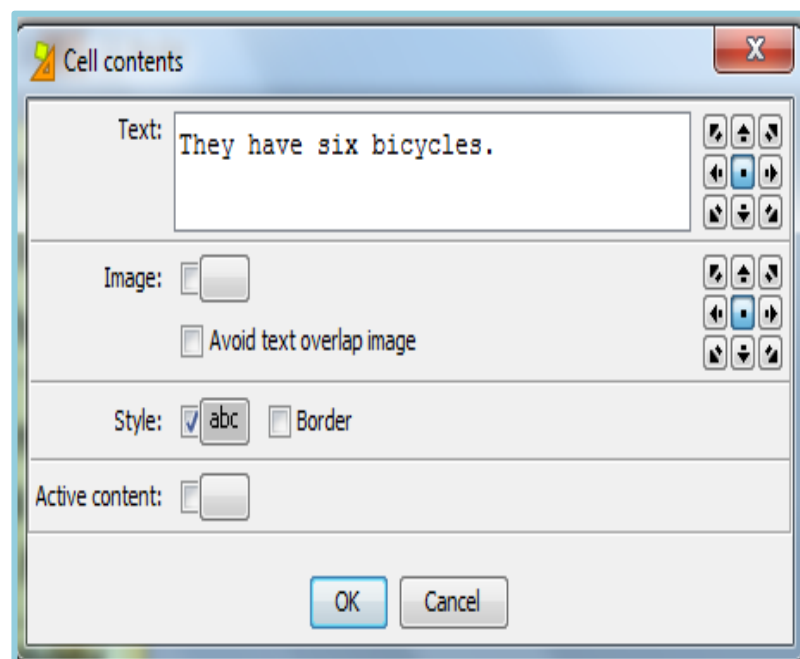 Cell contents
X
Text: They have six bicycles.
Image:
Avoid text overlap image
Style: abc Border
Active content:
OK Cancel